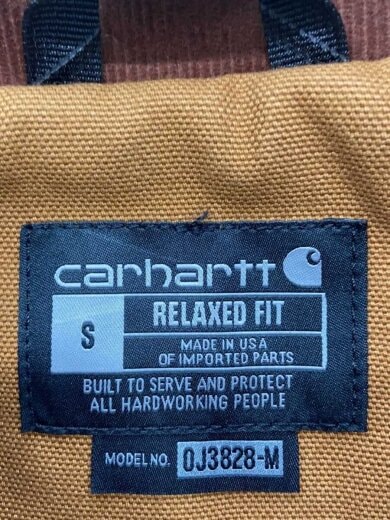 carhartt
S
RELAXED FIT
MADE IN USA
OF IMPORTED PARTS
BUILT TO SERVE AND PROTECT
ALL HARDWORKING PEOPLE
MODEL NO. OJ3828-M